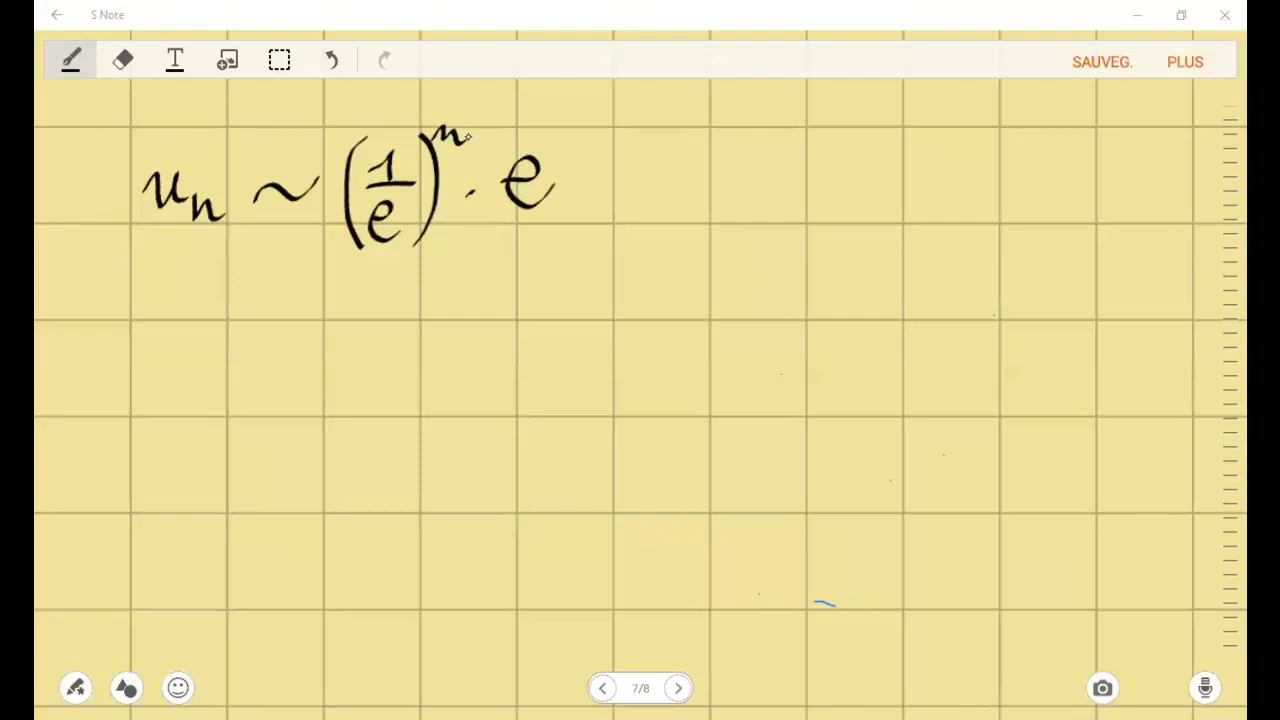 S Note
T
SAUVEG. PLUS
u_n ~ (1/e)^n . e
7/8